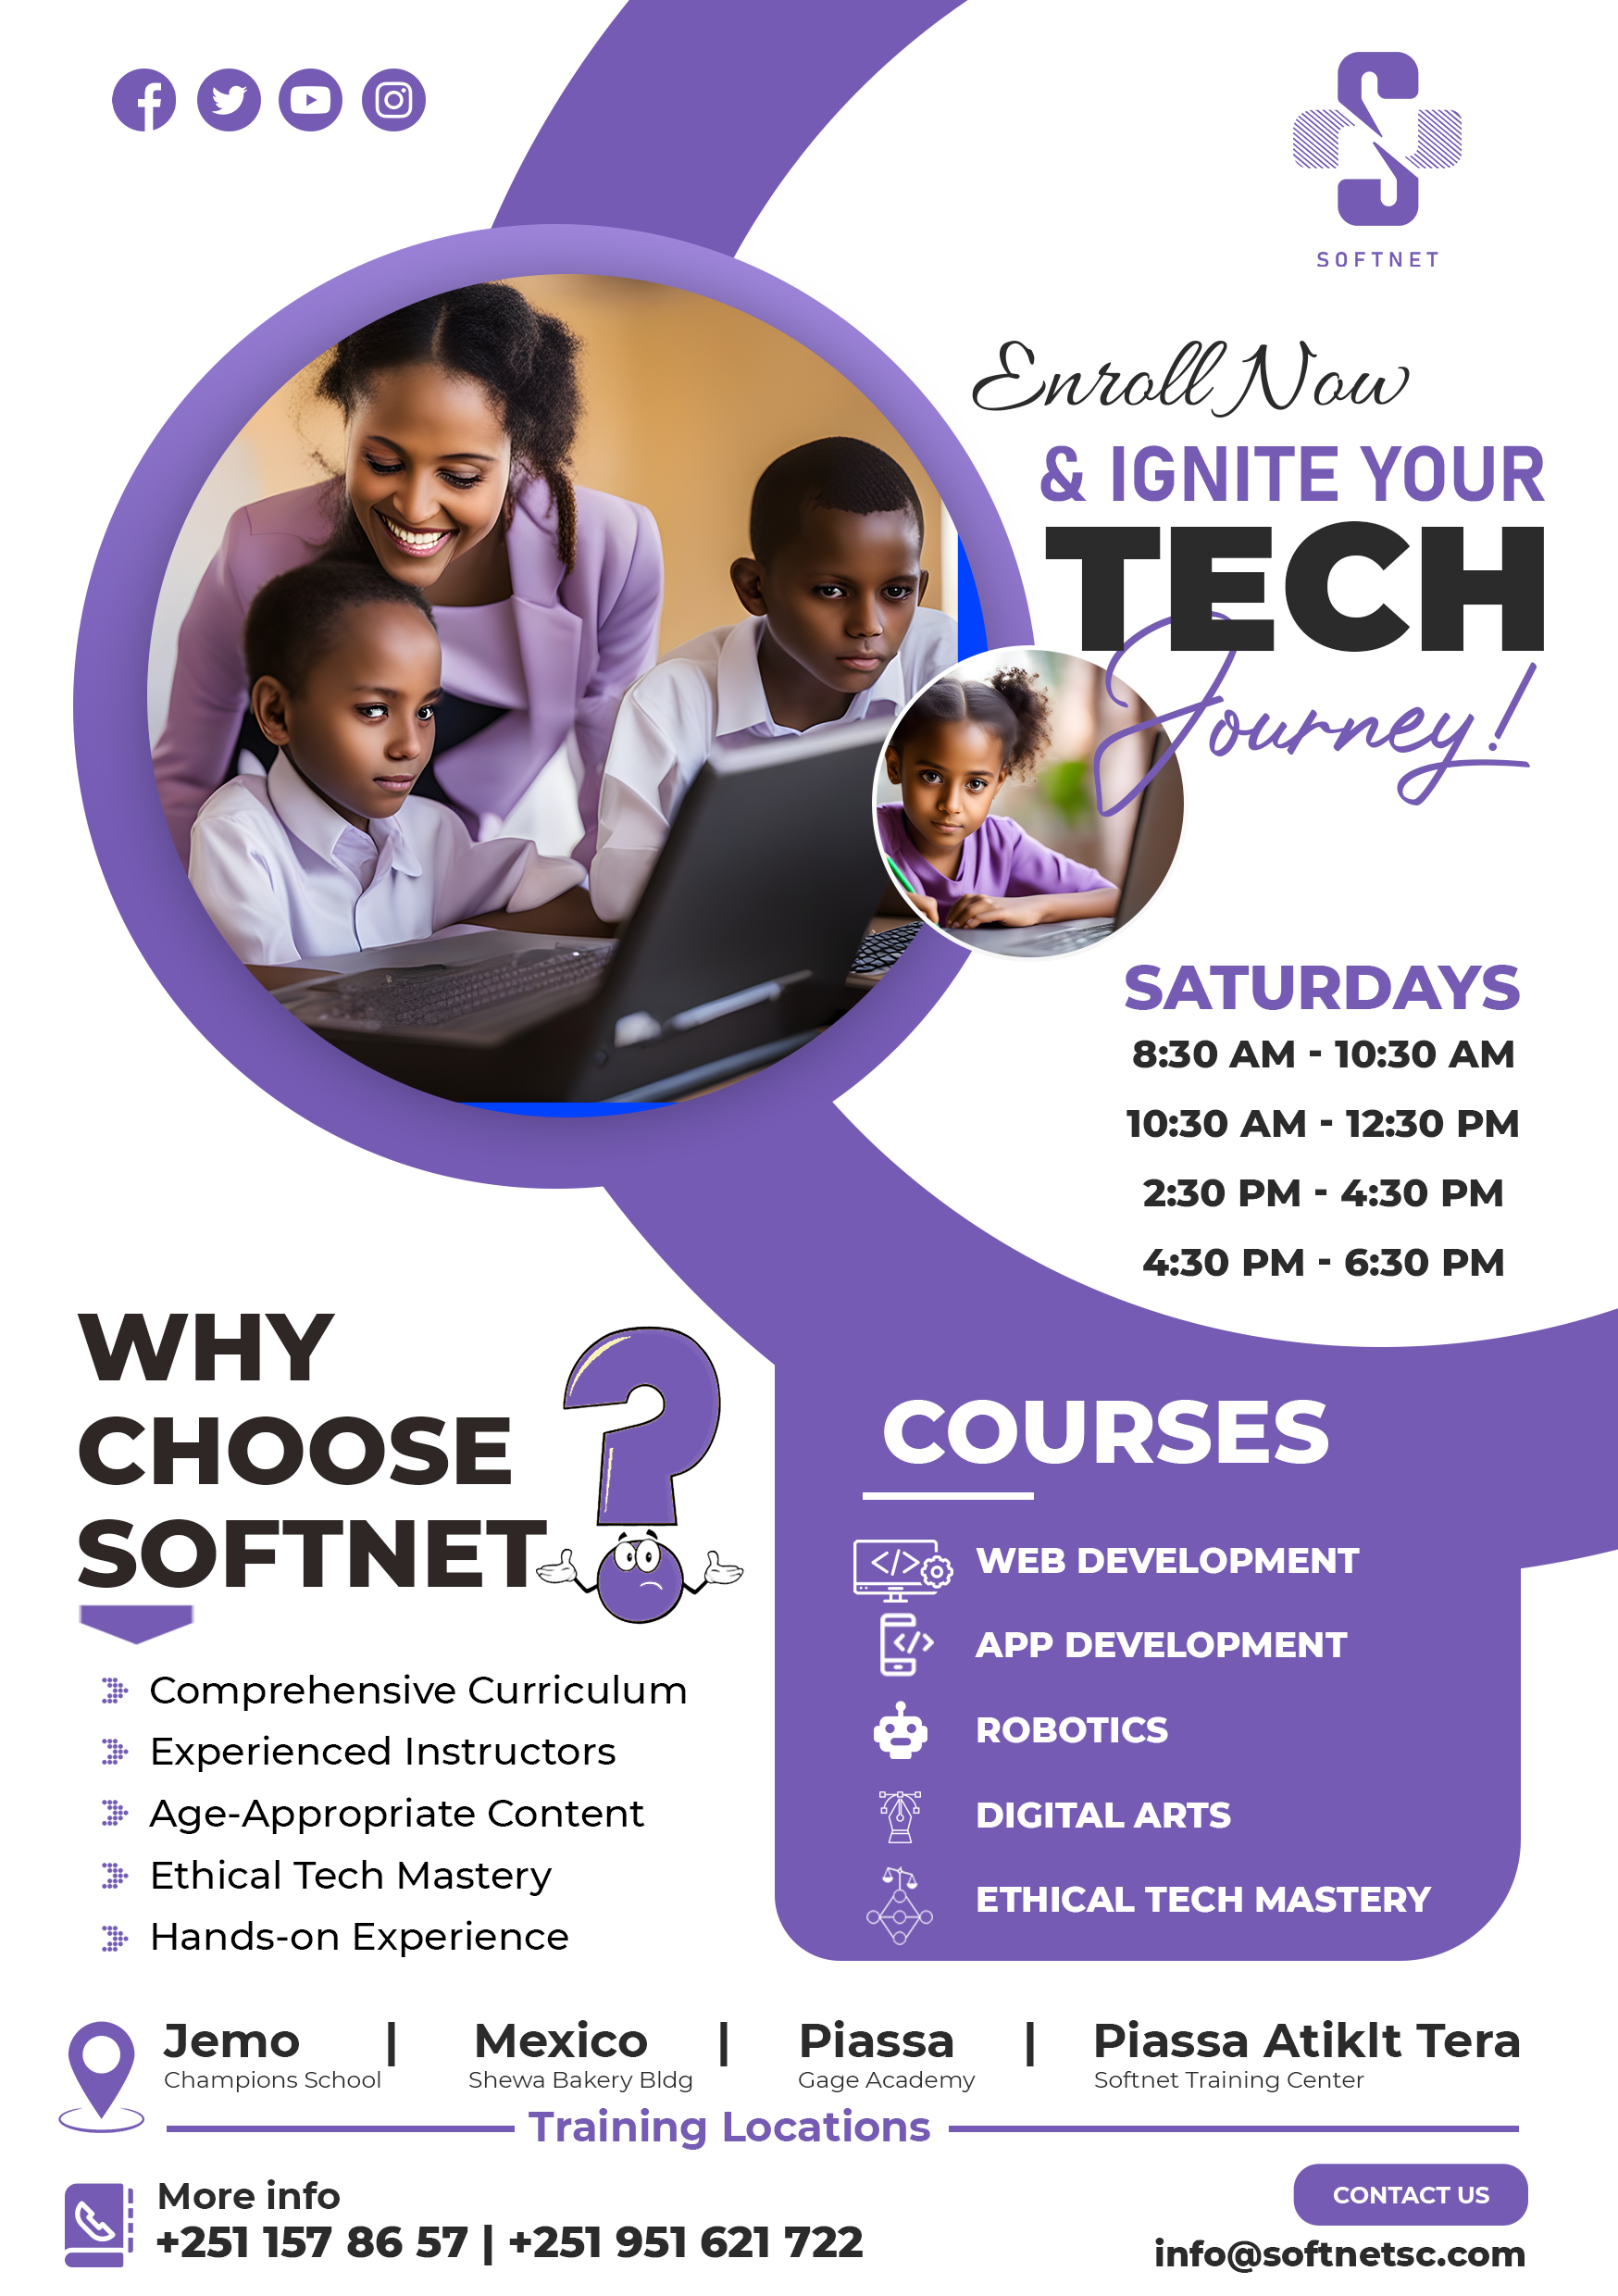 SOFTNET
Enroll Now
& IGNITE YOUR
TECH
Journey!
SATURDAYS
8:30 AM - 10:30 AM
10:30 AM - 12:30 PM
2:30 PM - 4:30 PM
4:30 PM - 6:30 PM
WHY
CHOOSE
SOFTNET?
Comprehensive Curriculum
Experienced Instructors
Age-Appropriate Content
Ethical Tech Mastery
Hands-on Experience
COURSES
WEB DEVELOPMENT
APP DEVELOPMENT
ROBOTICS
DIGITAL ARTS
ETHICAL TECH MASTERY
Jemo | Mexico | Piassa | Piassa Atiklt Tera
Champions School Shewa Bakery Bldg Gage Academy Softnet Training Center
Training Locations
More info
+251 157 86 57 | +251 951 621 722
CONTACT US
info@softnetsc.com